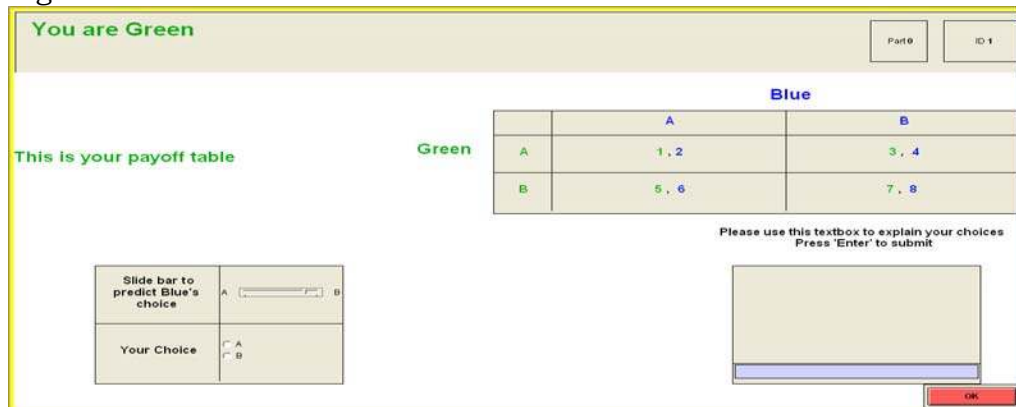 You are Green
Part 0
ID 1
Blue
A B
This is your payoff table
Green
A 1 , 2 3 , 4
B 5 , 6 7 , 8
Please use this textbox to explain your choices
Press 'Enter' to submit
Slide bar to
predict Blue's
choice
A B
Your Choice
A
B
OK